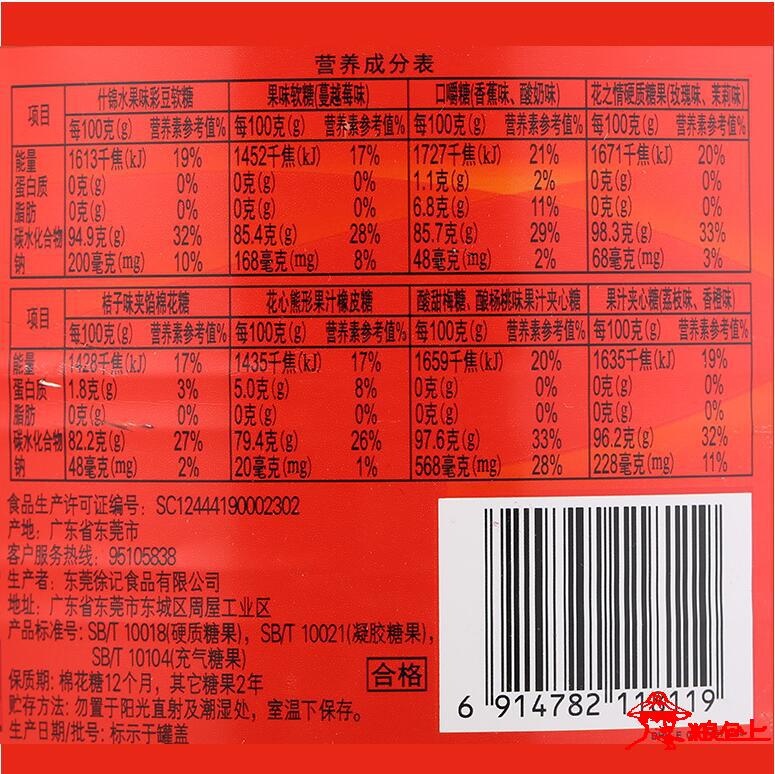 营养成分表
项目 什锦水果味彩豆软糖 果味软糖(蔓越莓味) 口嚼糖(香蕉味、酸奶味) 花之情硬质糖果(玫瑰味、茉莉味)
每100克(g) 营养素参考值% 每100克(g) 营养素参考值% 每100克(g) 营养素参考值% 每100克(g) 营养素参考值%
能量 1613千焦(kJ) 19% 1452千焦(kJ) 17% 1727千焦(kJ) 21% 1671千焦(kJ) 20%
蛋白质 0克(g) 0% 0克(g) 0% 1.1克(g) 2% 0克(g) 0%
脂肪 0克(g) 0% 0克(g) 0% 6.8克(g) 11% 0克(g) 0%
碳水化合物 94.9克(g) 32% 85.4克(g) 28% 85.7克(g) 29% 98.3克(g) 33%
钠 200毫克(mg) 10% 168毫克(mg) 8% 48毫克(mg) 2% 68毫克(mg) 3%
项目 桔子味夹馅棉花糖 花心熊形果汁橡皮糖 酸甜梅糖、酿杨桃味果汁夹心糖 果汁夹心糖(荔枝味、香橙味)
每100克(g) 营养素参考值% 每100克(g) 营养素参考值% 每100克(g) 营养素参考值% 每100克(g) 营养素参考值%
能量 1428千焦(kJ) 17% 1435千焦(kJ) 17% 1659千焦(kJ) 20% 1635千焦(kJ) 19%
蛋白质 1.8克(g) 3% 5.0克(g) 8% 0克(g) 0% 0克(g) 0%
脂肪 0克(g) 0% 0克(g) 0% 0克(g) 0% 0克(g) 0%
碳水化合物 82.2克(g) 27% 79.4克(g) 26% 97.6克(g) 33% 96.2克(g) 32%
钠 48毫克(mg) 2% 20毫克(mg) 1% 568毫克(mg) 28% 228毫克(mg) 11%
食品生产许可证编号: SC12444190002302
产地: 广东省东莞市
客户服务热线: 95105838
生产者: 东莞徐记食品有限公司
地址: 广东省东莞市东城区周屋工业区
产品标准号: SB/T 10018(硬质糖果), SB/T 10021(凝胶糖果),
SB/T 10104(充气糖果)
合格
保质期: 棉花糖12个月, 其它糖果2年
贮存方法: 勿置于阳光直射及潮湿处, 室温下保存。
生产日期/批号: 标示于罐盖
6 914782 113119
粮仓上